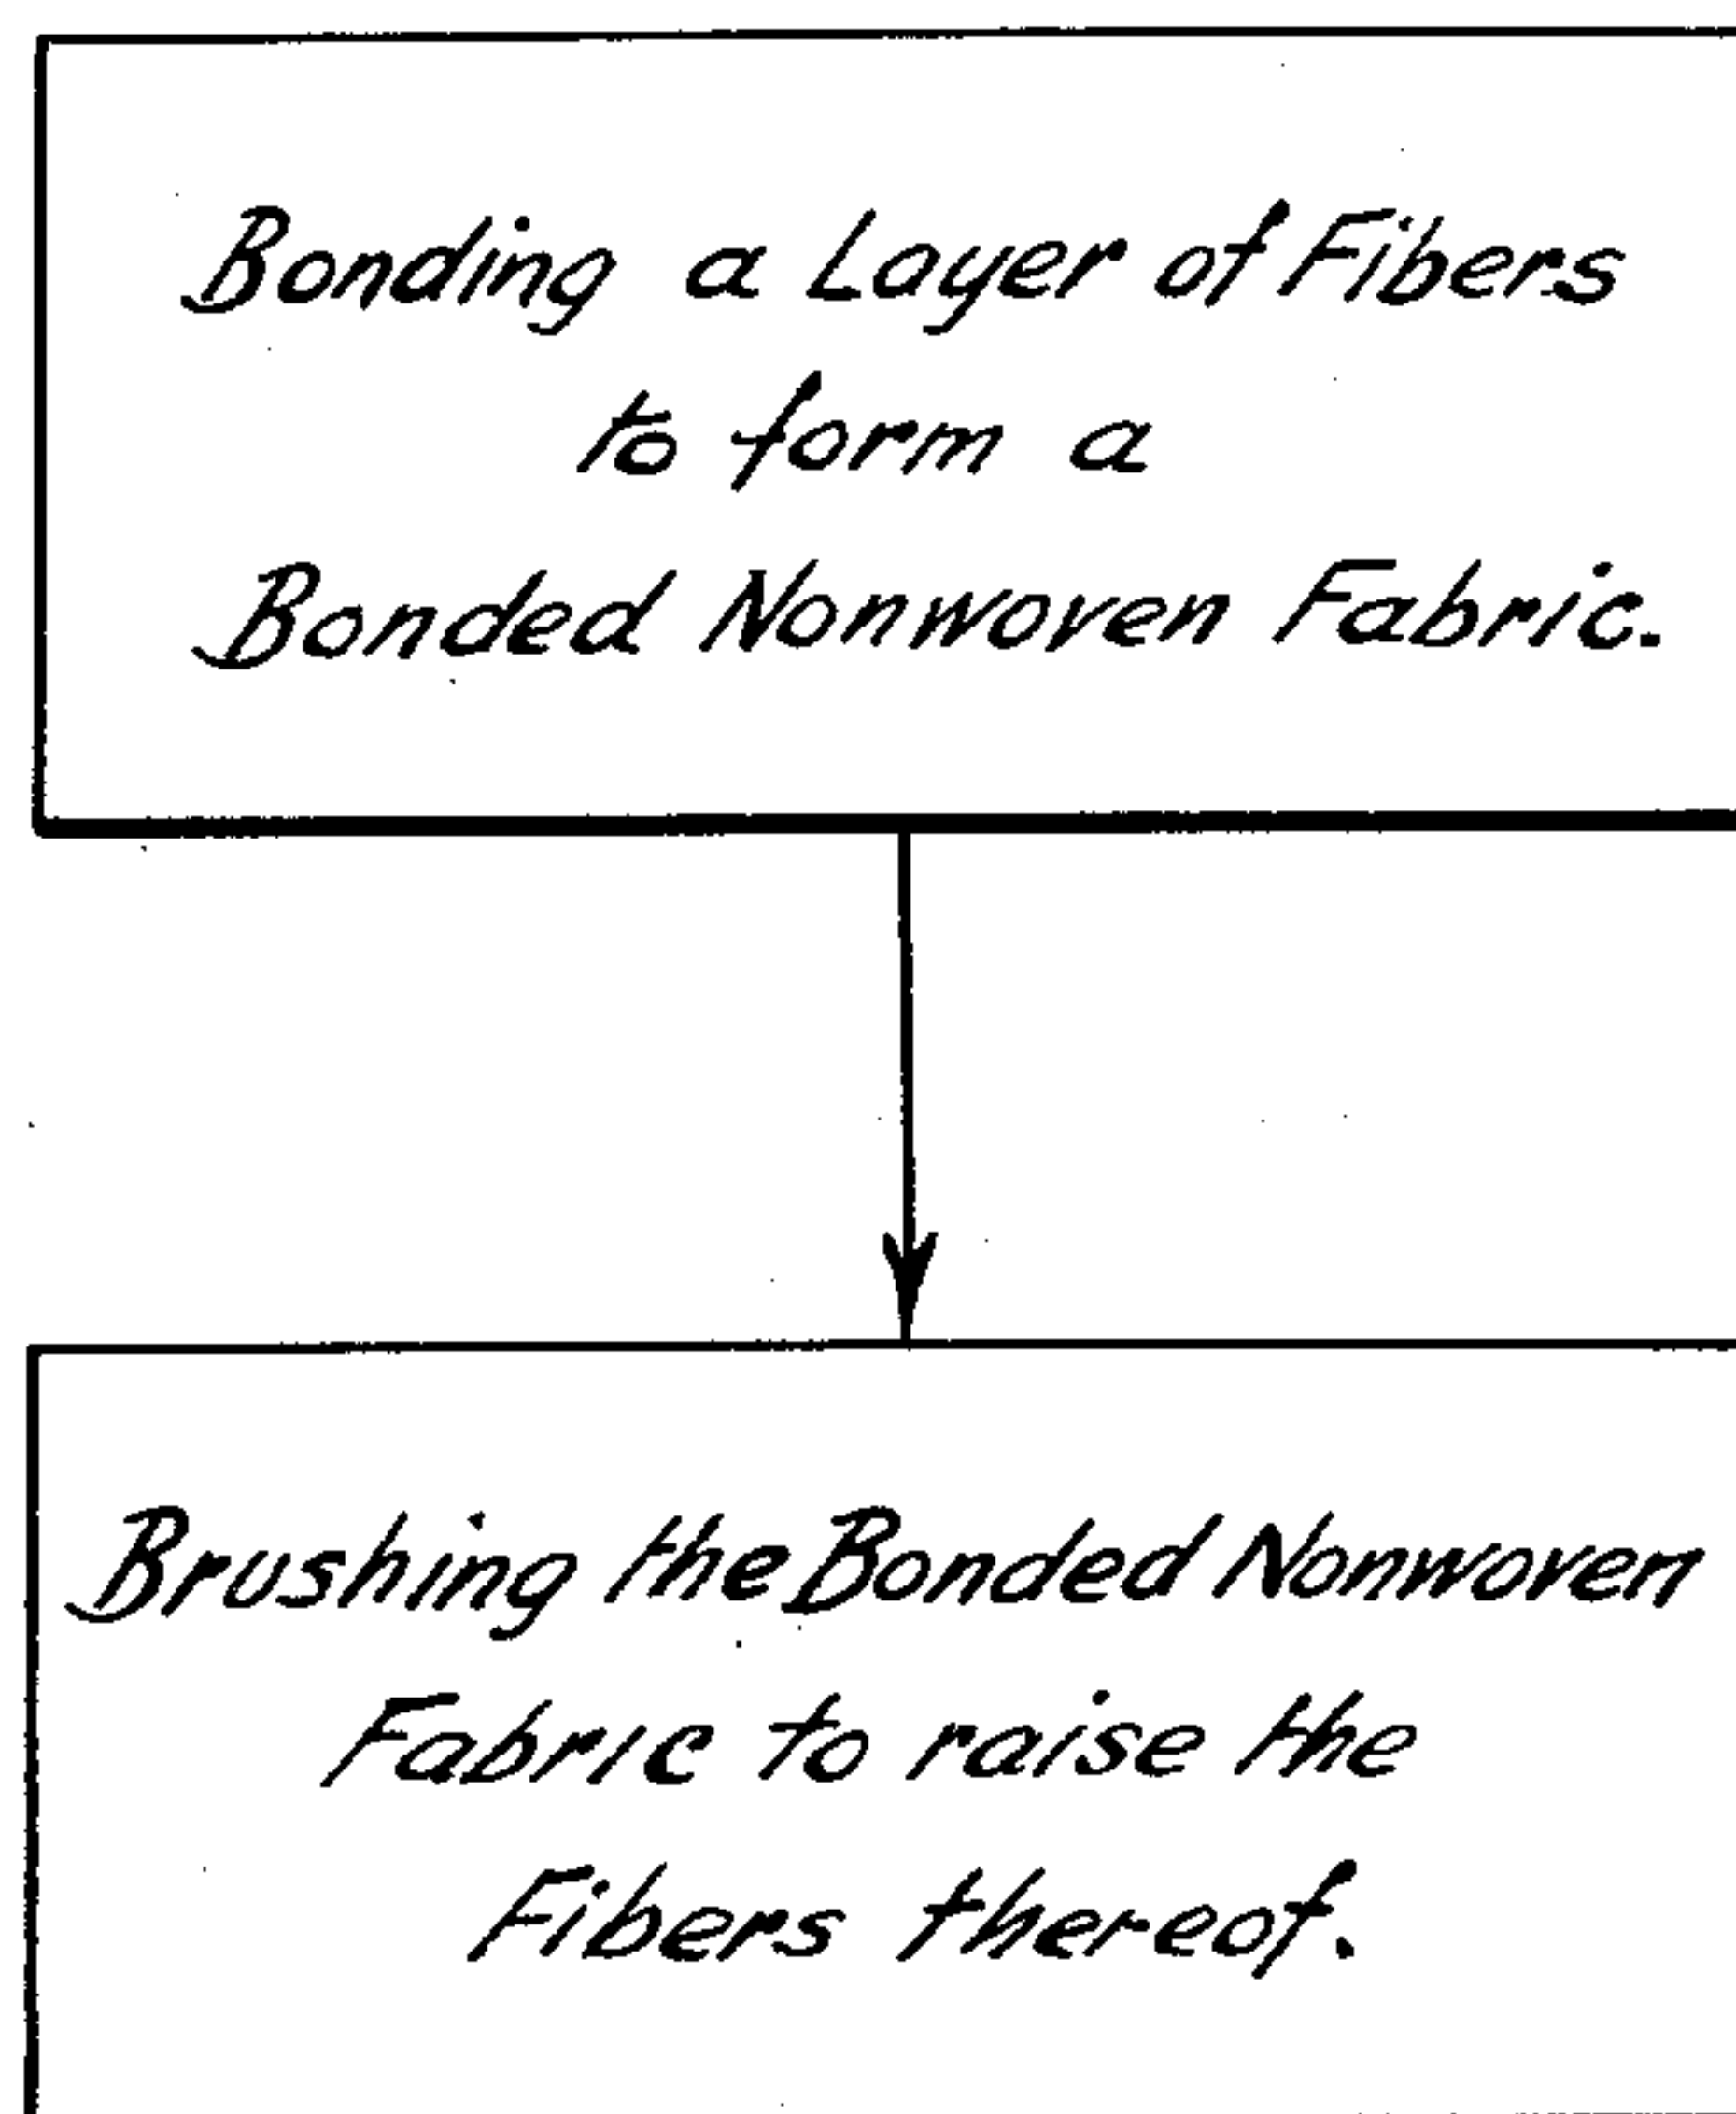 Bonding a Layer of Fibers
to form a
Bonded Nonwoven Fabric.
Brushing the Bonded Nonwoven
Fabric to raise the
Fibers thereof.